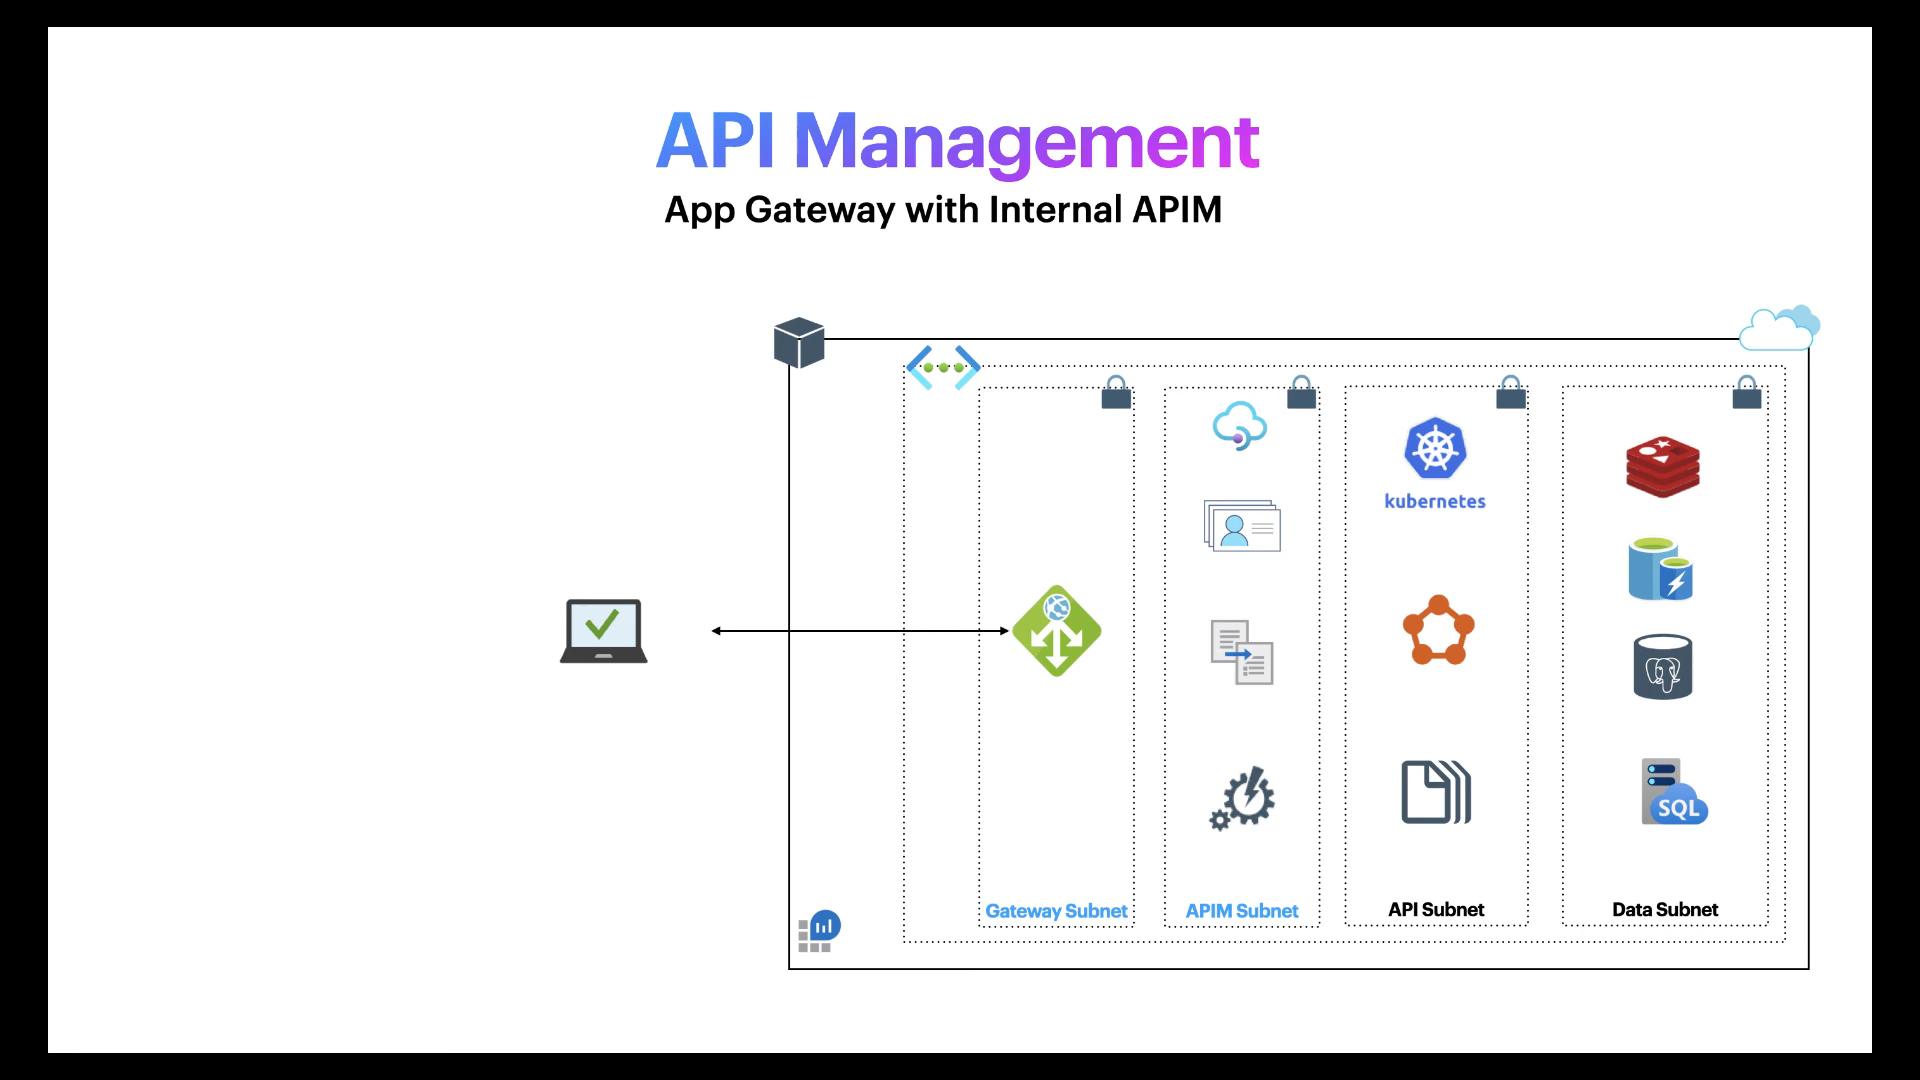 API Management
App Gateway with Internal APIM
kubernetes
SQL
Gateway Subnet
APIM Subnet
API Subnet
Data Subnet